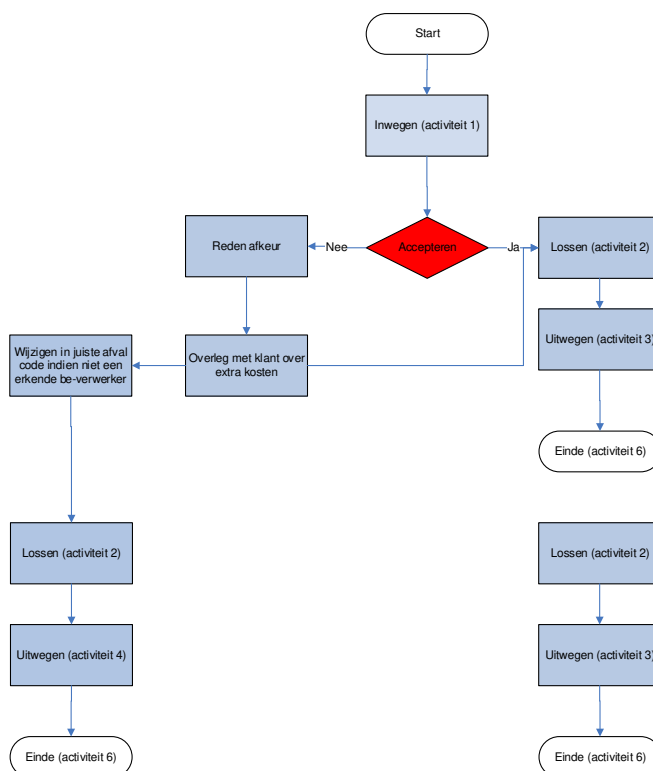 Start
Inwegen (activiteit 1)
Accepteren
Nee
Ja
Reden afkeur
Lossen (activiteit 2)
Wijzigen in juiste afval
code indien niet een
erkende be-verwerker
Overleg met klant over
extra kosten
Uitwegen (activiteit 3)
Einde (activiteit 6)
Lossen (activiteit 2)
Lossen (activiteit 2)
Uitwegen (activiteit 4)
Uitwegen (activiteit 3)
Einde (activiteit 6)
Einde (activiteit 6)